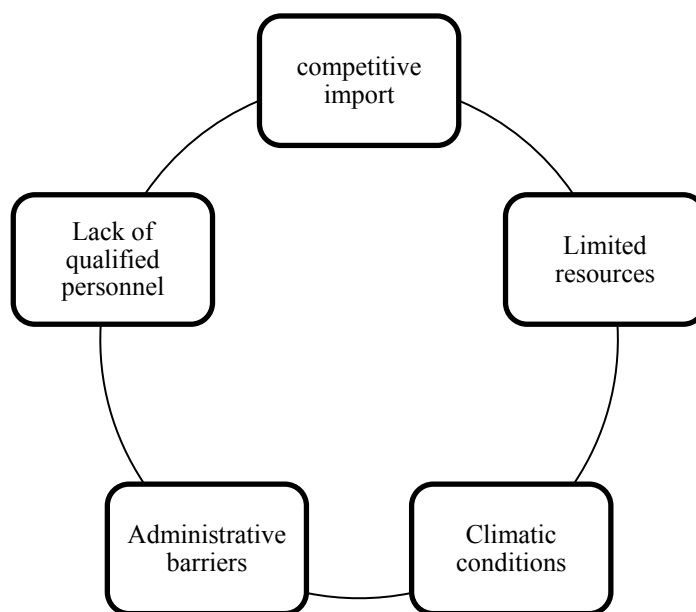 competitive
import
Limited
resources
Climatic
conditions
Administrative
barriers
Lack of
qualified
personnel